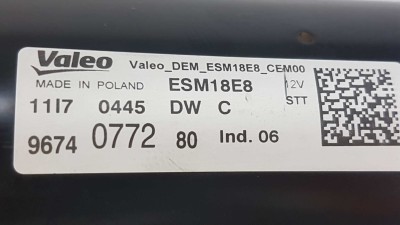 Valeo Valeo_DEM_ESM18E8_CEM00
MADE IN POLAND ESM18E8 12V
11I7 0445 DW C STT
9674 0772 80 Ind. 06